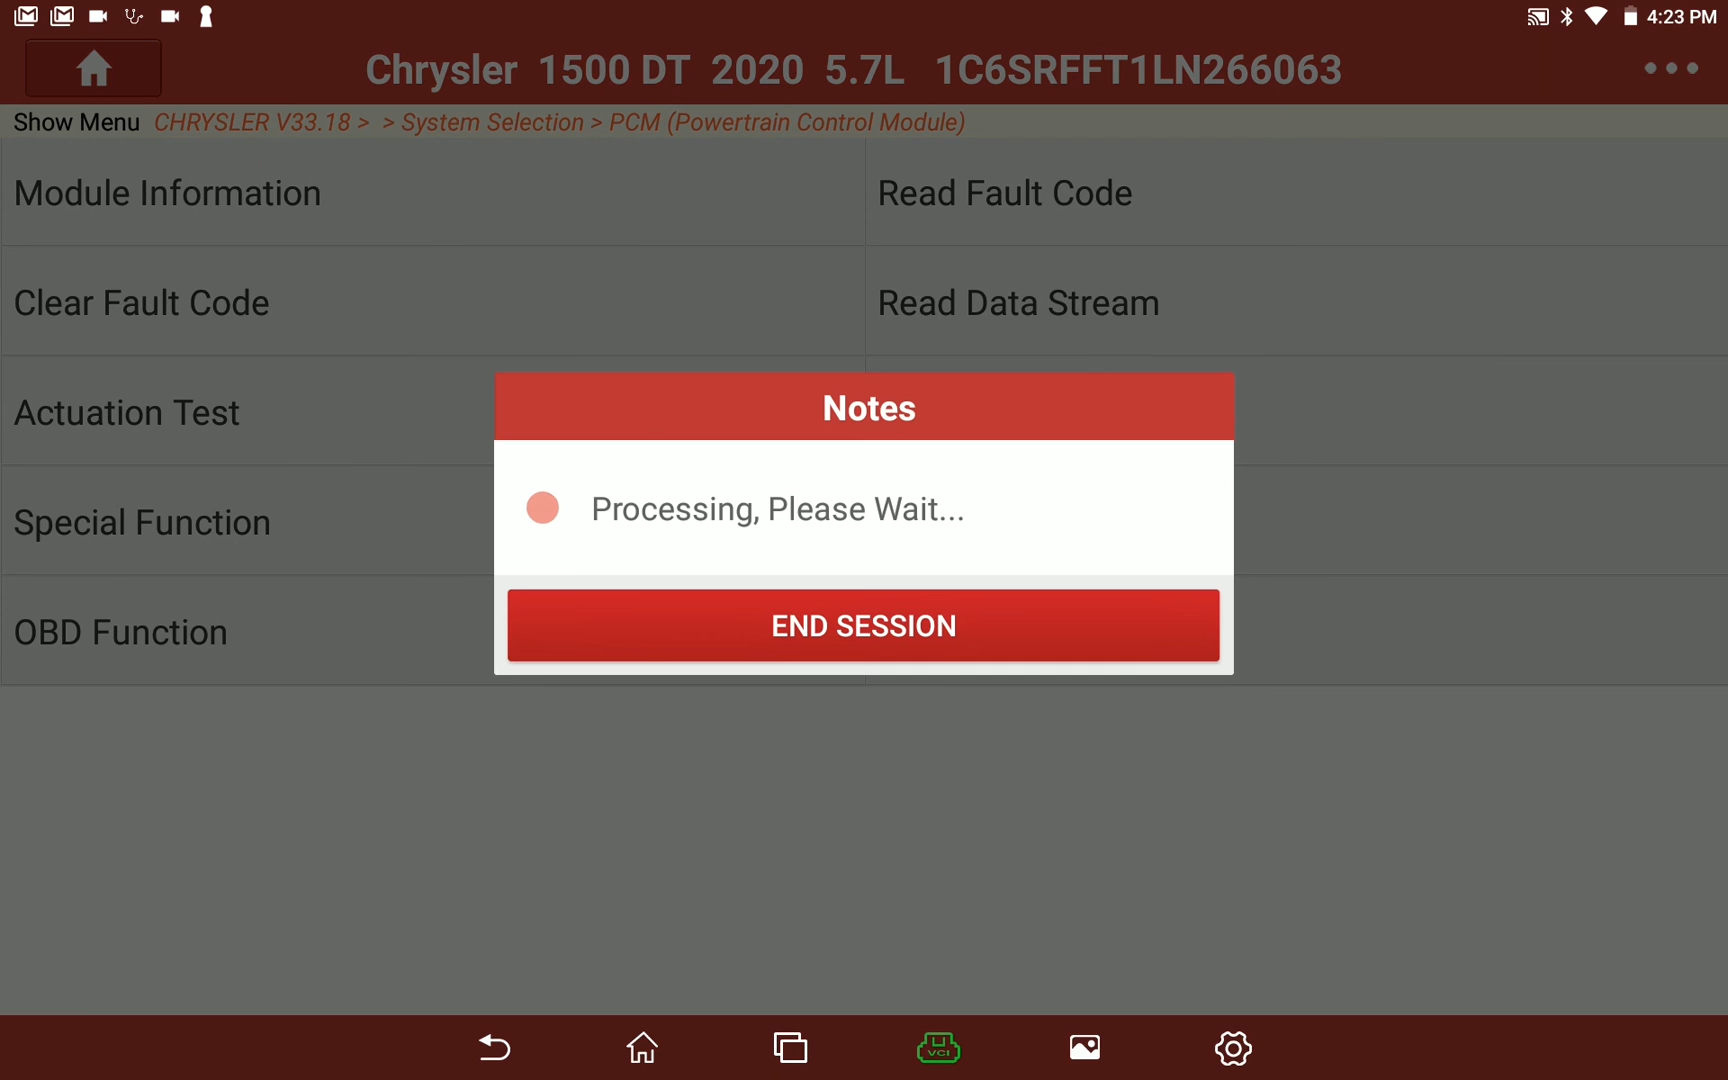 4:23 PM
Chrysler 1500 DT 2020 5.7L 1C6SRFFT1LN266063
Show Menu CHRYSLER V33.18 > > System Selection > PCM (Powertrain Control Module)
Module Information
Read Fault Code
Clear Fault Code
Read Data Stream
Actuation Test
Special Function
OBD Function
Notes
Processing, Please Wait...
END SESSION
VCI